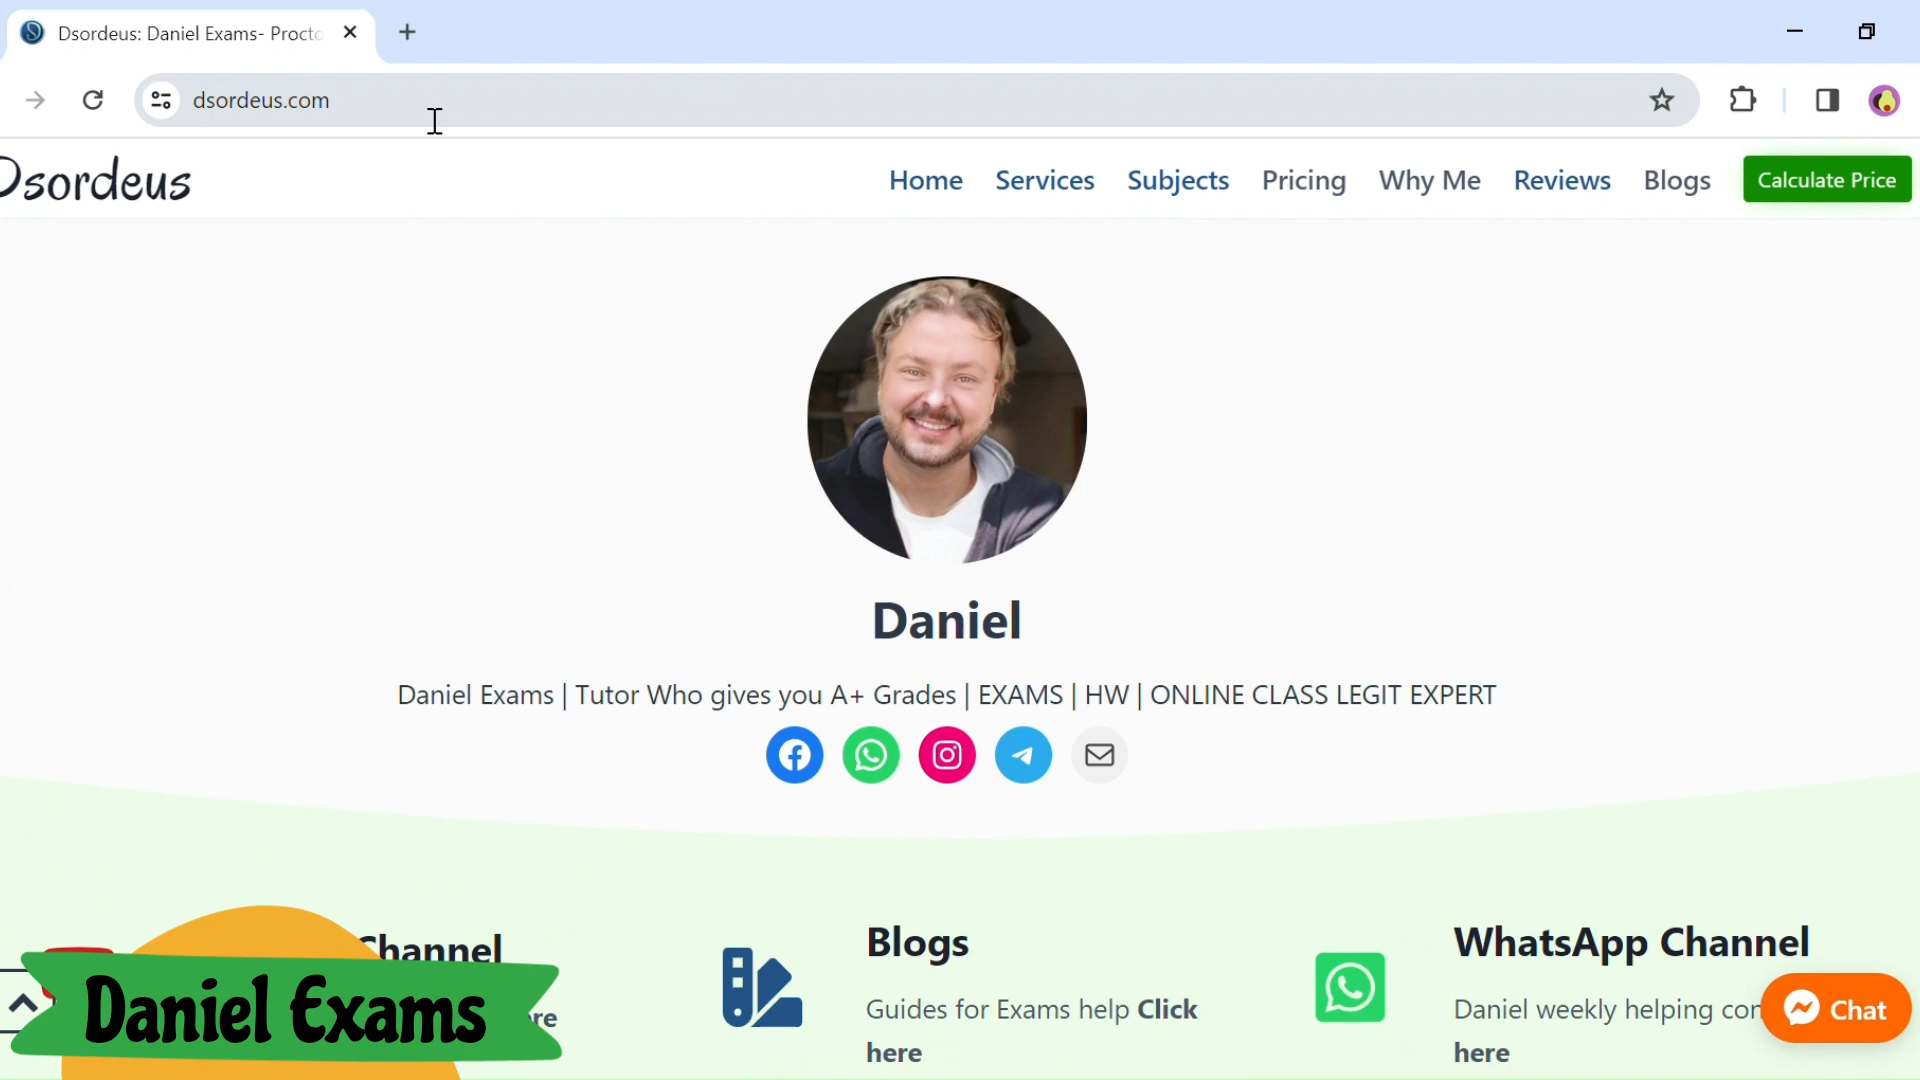 Dsordeus: Daniel Exams- Procto
dsordeus.com
Dsordeus
Home
Services
Subjects
Pricing
Why Me
Reviews
Blogs
Calculate Price
Daniel
Daniel Exams | Tutor Who gives you A+ Grades | EXAMS | HW | ONLINE CLASS LEGIT EXPERT
Channel
Blogs
Guides for Exams help Click
here
WhatsApp Channel
Daniel weekly helping con
here
Chat
Daniel Exams